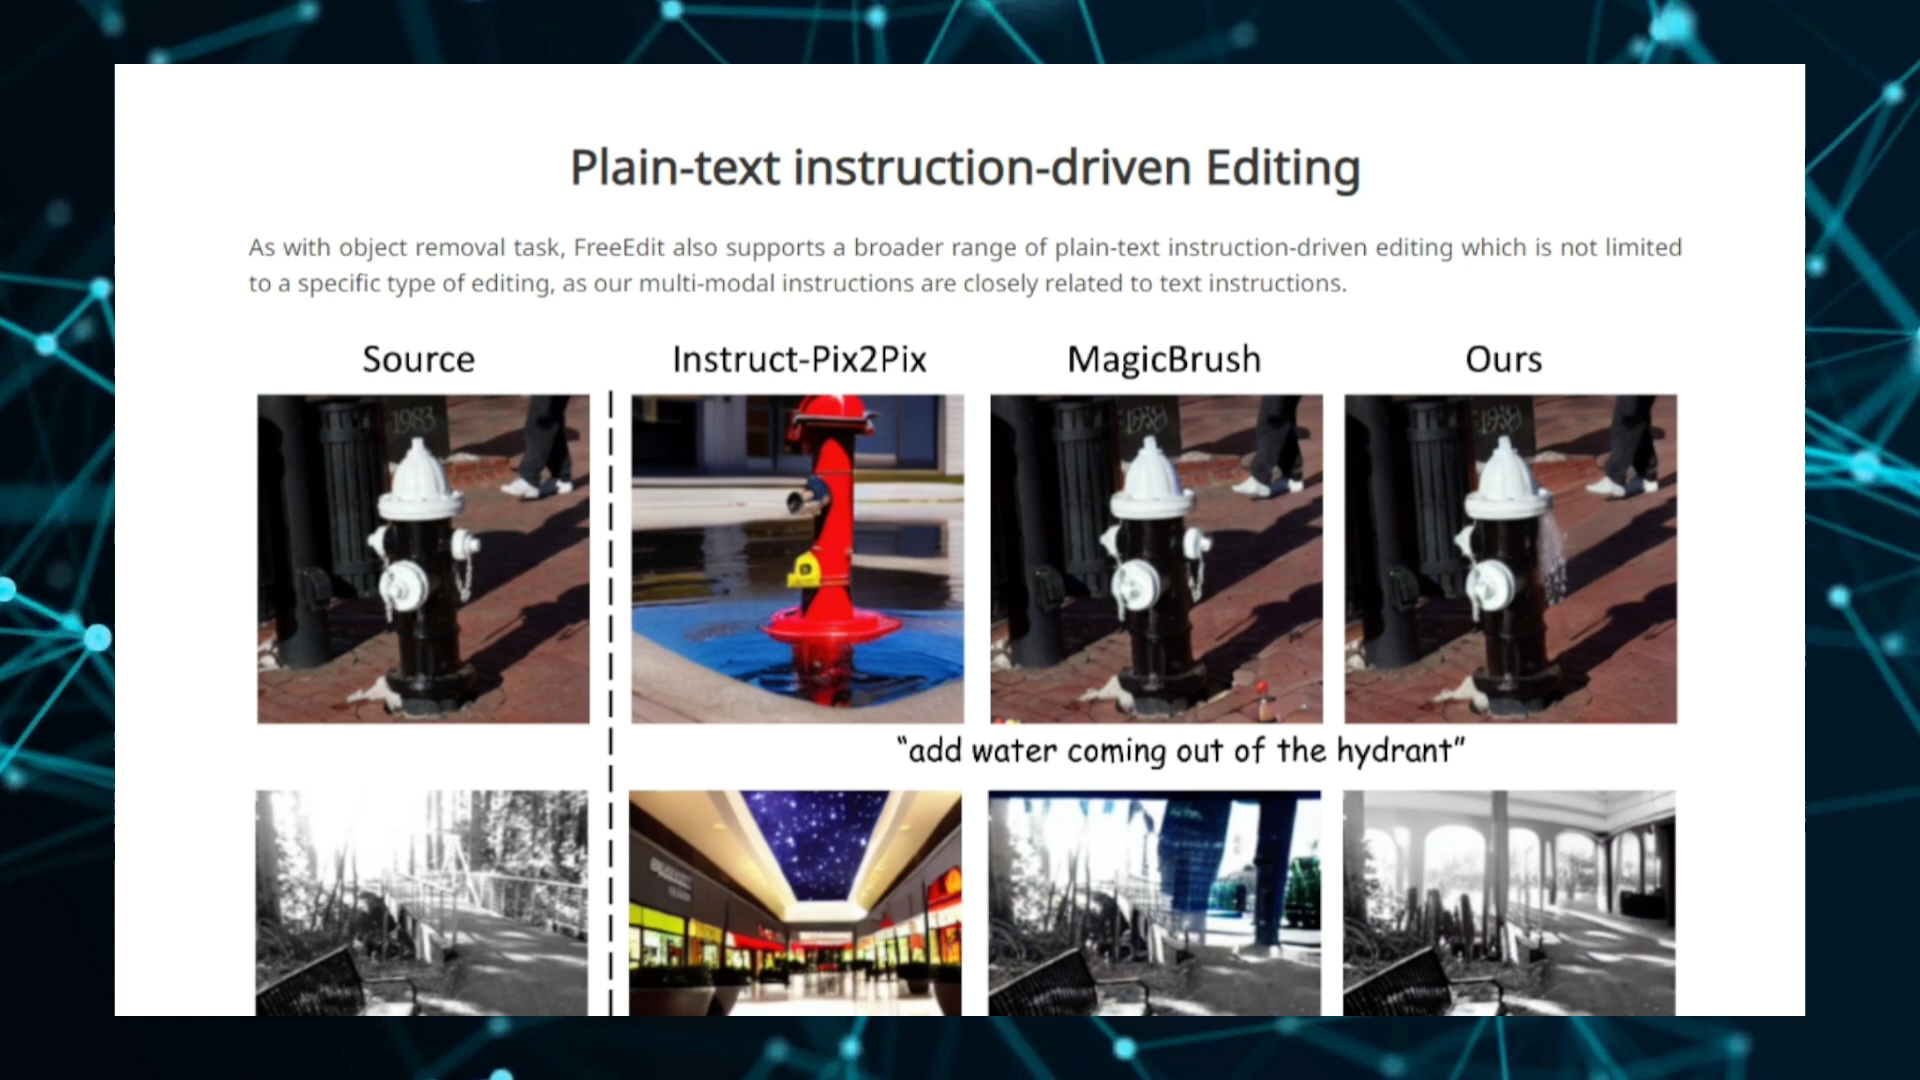 Plain-text instruction-driven Editing
As with object removal task, FreeEdit also supports a broader range of plain-text instruction-driven editing which is not limited
to a specific type of editing, as our multi-modal instructions are closely related to text instructions.
Source Instruct-Pix2Pix MagicBrush Ours
1983
“add water coming out of the hydrant”